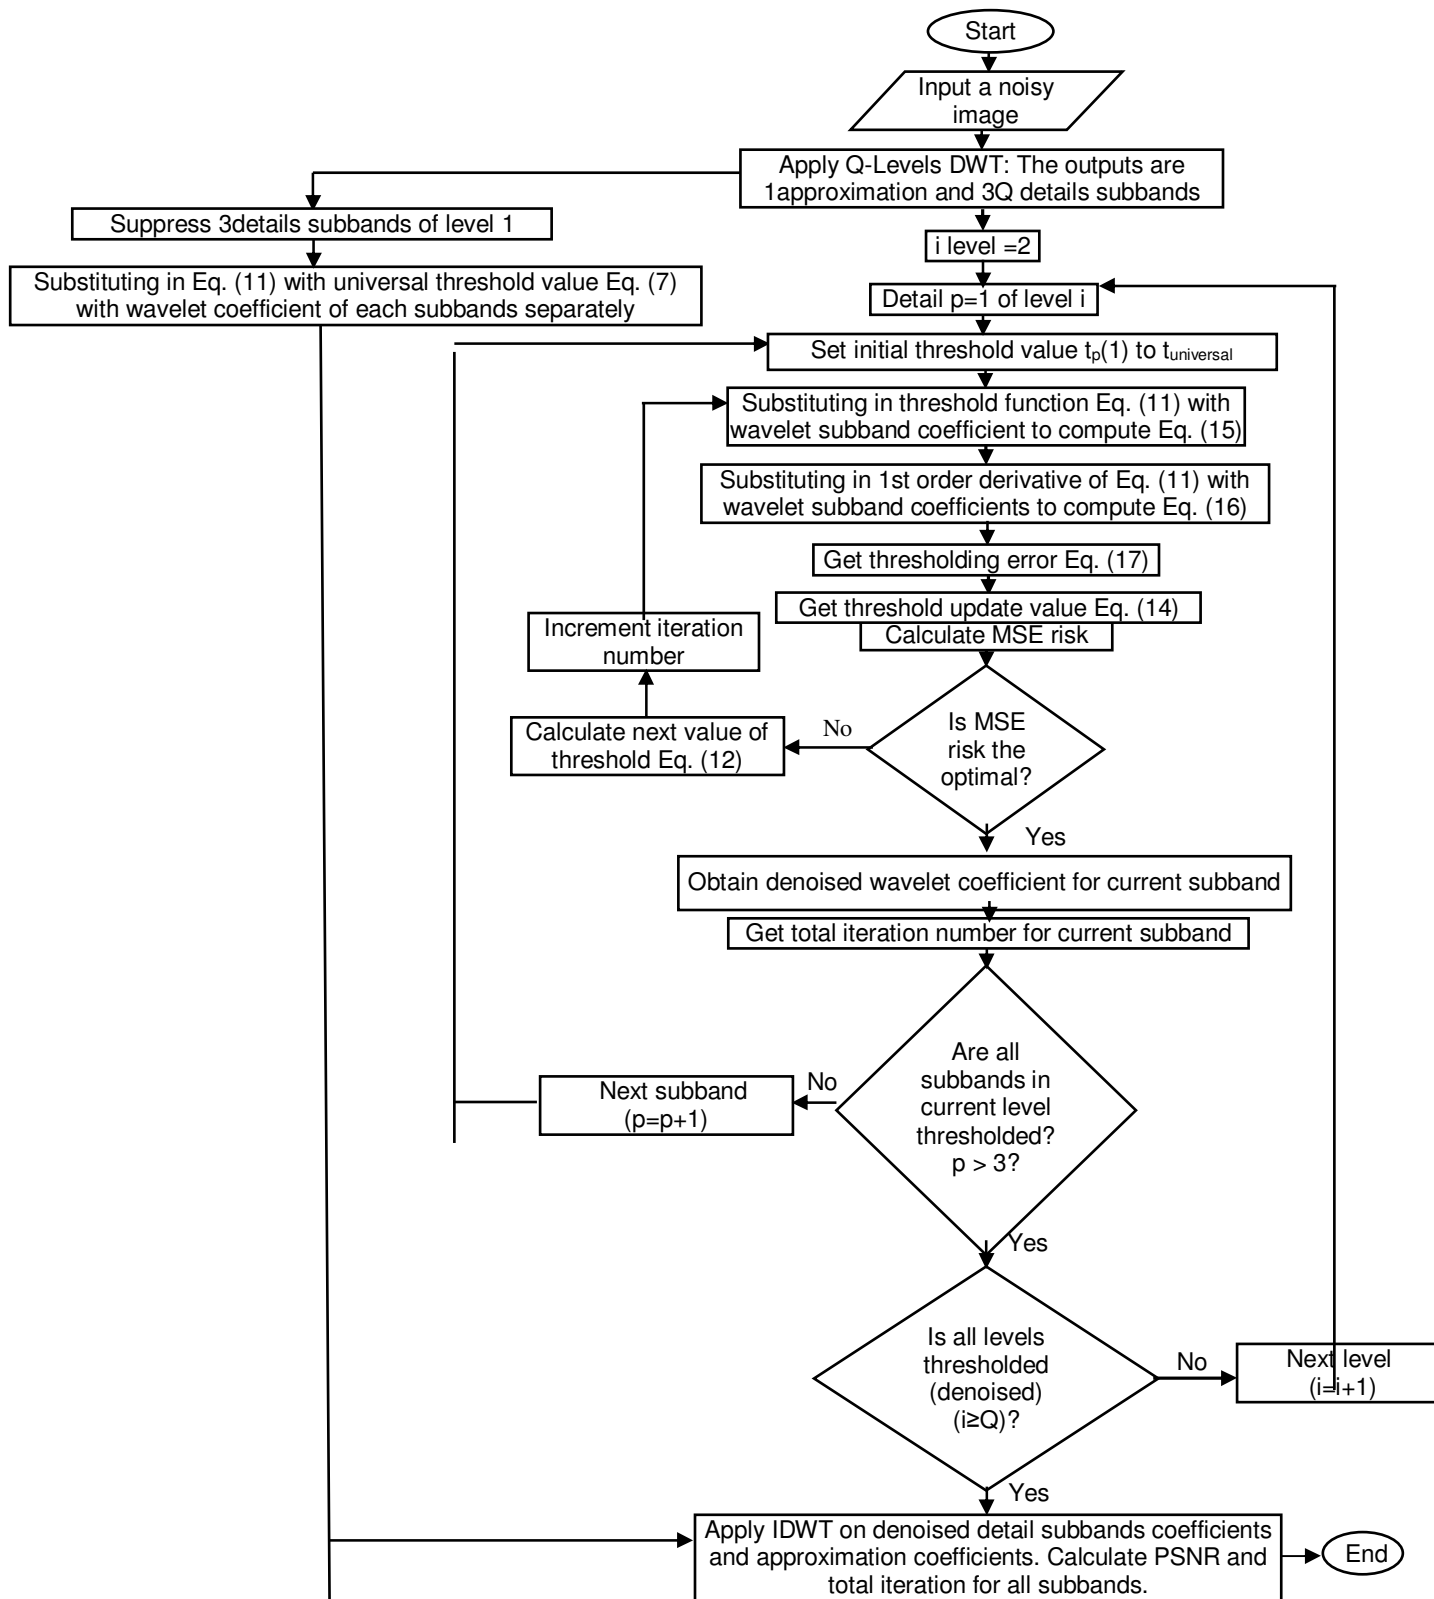 Start
Input a noisy
image
Apply Q-Levels DWT: The outputs are
1approximation and 3Q details subbands
Suppress 3details subbands of level 1
i level =2
Substituting in Eq. (11) with universal threshold value Eq. (7)
with wavelet coefficient of each subbands separately
Detail p=1 of level i
Set initial threshold value tp(1) to tuniversal
Substituting in threshold function Eq. (11) with
wavelet subband coefficient to compute Eq. (15)
Substituting in 1st order derivative of Eq. (11) with
wavelet subband coefficients to compute Eq. (16)
Get thresholding error Eq. (17)
Get threshold update value Eq. (14)
Calculate MSE risk
Increment iteration
number
Calculate next value of
threshold Eq. (12)
No
Is MSE
risk the
optimal?
Yes
Obtain denoised wavelet coefficient for current subband
Get total iteration number for current subband
Are all
subbands in
current level
thresholded?
p > 3?
No
Next subband
(p=p+1)
Yes
Is all levels
thresholded
(denoised)
(i≥Q)?
No
Next level
(i=i+1)
Yes
Apply IDWT on denoised detail subbands coefficients
and approximation coefficients. Calculate PSNR and
total iteration for all subbands.
End